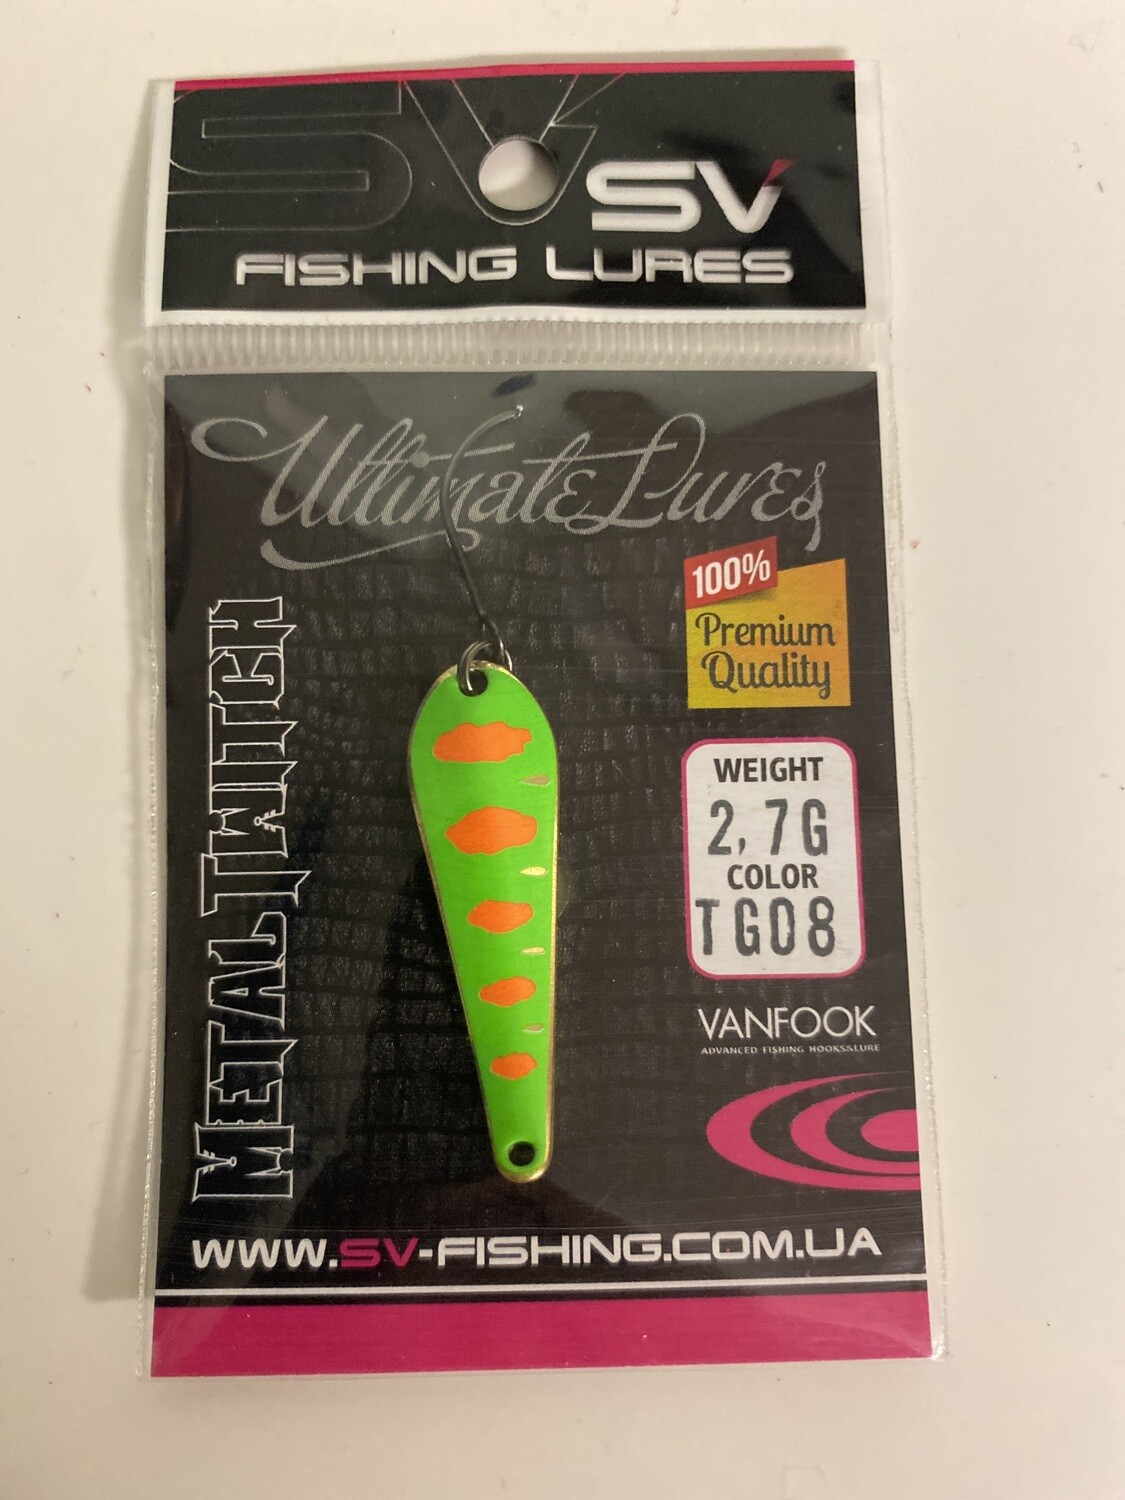 SV
SV
FISHING LURES
Ultimate Lures
100%
Premium
Quality
METAL TWITCH
WEIGHT
2,7G
COLOR
TG08
VANFOOK
ADVANCED FISHING HOOKS&LURE
WWW.SV-FISHING.COM.UA